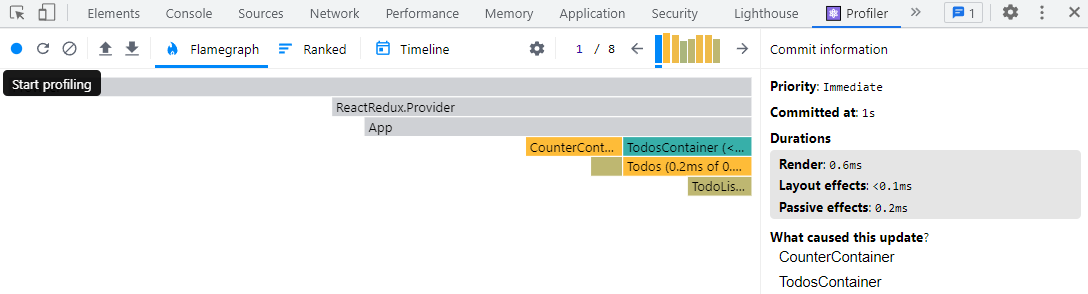 Elements Console Sources Network Performance Memory Application Security Lighthouse Profiler » 1
Flamegraph Ranked Timeline 1 / 8 Commit information
Start profiling
ReactRedux.Provider
App
CounterCont... TodosContainer (<...
Todos (0.2ms of 0....
TodoLis...
Priority: Immediate
Committed at: 1s
Durations
Render: 0.6ms
Layout effects: <0.1ms
Passive effects: 0.2ms
What caused this update?
CounterContainer
TodosContainer